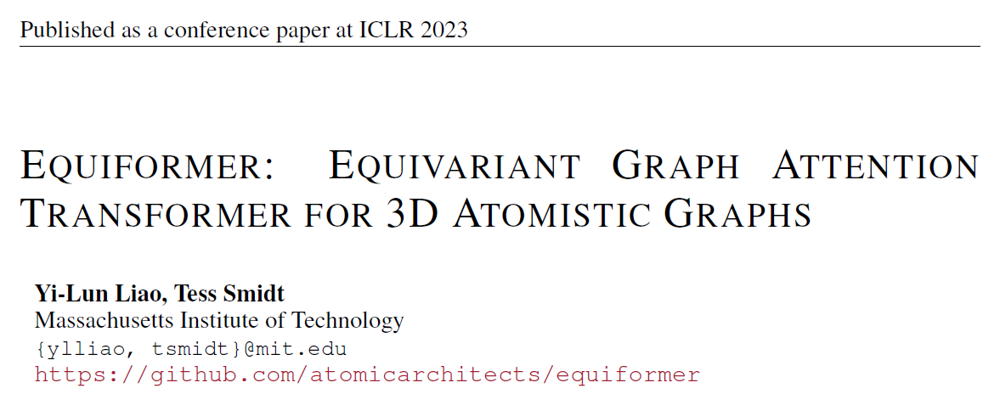 Published as a conference paper at ICLR 2023
EQUIFORMER: EQUIVARIANT GRAPH ATTENTION
TRANSFORMER FOR 3D ATOMISTIC GRAPHS
Yi-Lun Liao, Tess Smidt
Massachusetts Institute of Technology
{ylliao, tsmidt}@mit.edu
https://github.com/atomicarchitects/equiformer